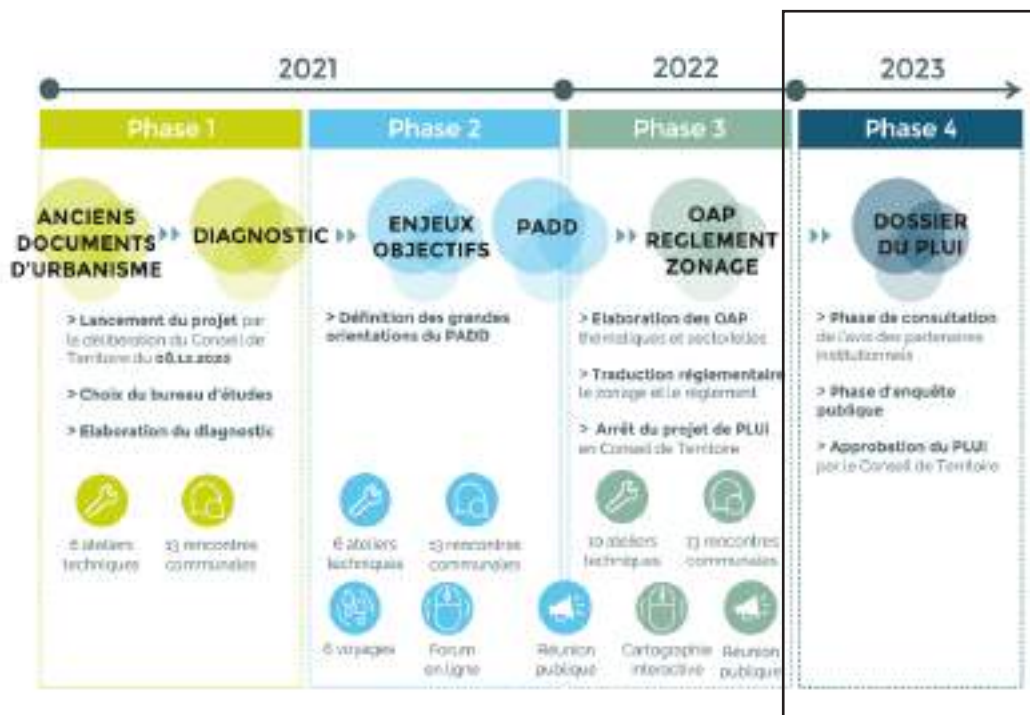 2021
2022
2023
Phase 1
Phase 2
Phase 3
Phase 4
ANCIENS
DOCUMENTS
D'URBANISME
DIAGNOSTIC
ENJEUX
OBJECTIFS
PADD
OAP
REGLEMENT
ZONAGE
DOSSIER
DU PLUI
> Lancement du projet par
la délibération du Conseil de
Territoire du 08.12.2020
> Choix du bureau d'études
> Elaboration du diagnostic
6 ateliers
techniques
13 rencontres
communales
> Définition des grandes
orientations du PADD
6 ateliers
techniques
13 rencontres
communales
6 voyages
Forum
en ligne
Réunion
publique
> Elaboration des OAP
thématiques et sectorielles
> Traduction réglementaire
le zonage et le règlement
> Arrêt du projet de PLUi
en Conseil de Territoire
10 ateliers
techniques
13 rencontres
communales
Cartographie
interactive
Réunion
publique
> Phase de consultation
de l'avis des partenaires
institutionnels
> Phase d'enquête
publique
> Approbation du PLUi
par le Conseil de Territoire